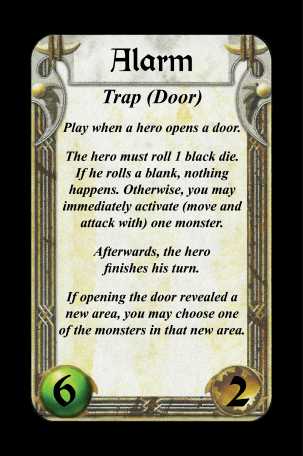 Alarm
Trap (Door)
Play when a hero opens a door.
The hero must roll 1 black die.
If he rolls a blank, nothing
happens. Otherwise, you may
immediately activate (move and
attack with) one monster.
Afterwards, the hero
finishes his turn.
If opening the door revealed a
new area, you may choose one
of the monsters in that new area.
6
2